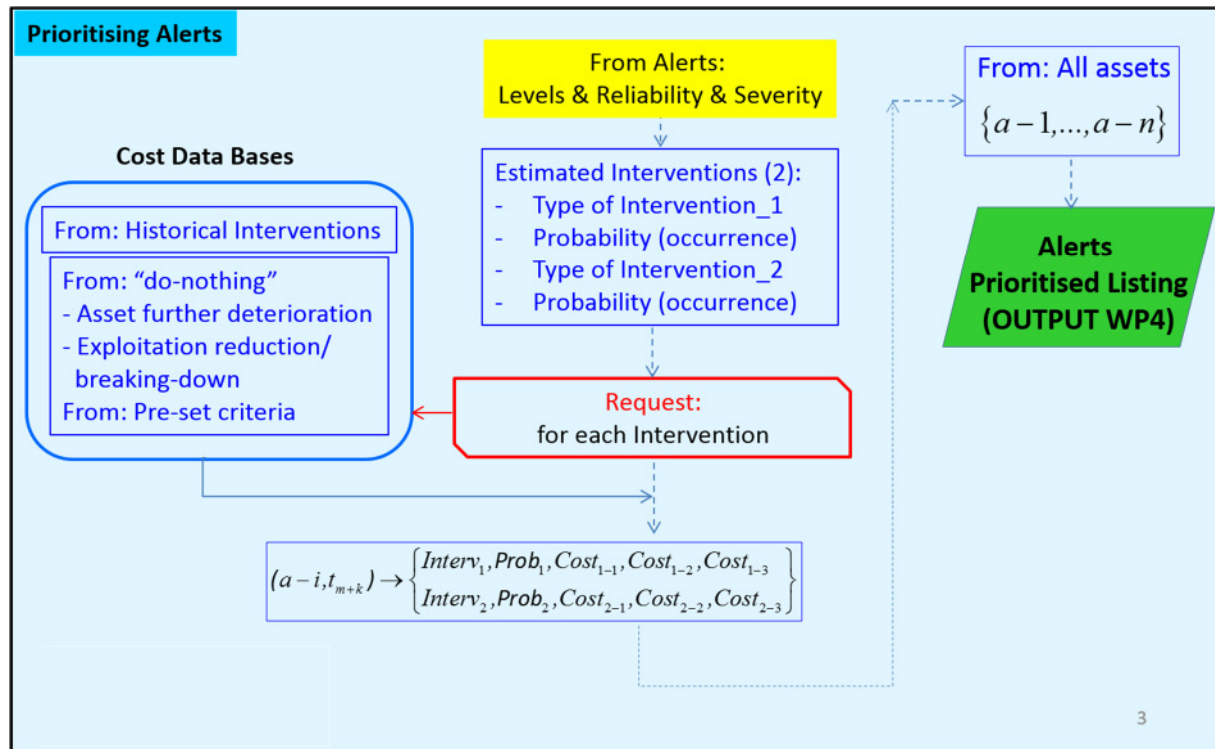 Prioritising Alerts
From Alerts:
Levels & Reliability & Severity
From: All assets
{a−1,...,a−n}
Cost Data Bases
From: Historical Interventions
From: “do-nothing”
- Asset further deterioration
- Exploitation reduction/
breaking-down
From: Pre-set criteria
Estimated Interventions (2):
- Type of Intervention_1
- Probability (occurrence)
- Type of Intervention_2
- Probability (occurrence)
Alerts
Prioritised Listing
(OUTPUT WP4)
Request:
for each Intervention
(a−i,t_{m+k}) → {Interv_1,Prob_1,Cost_{1−1},Cost_{1−2},Cost_{1−3}
Interv_2,Prob_2,Cost_{2−1},Cost_{2−2},Cost_{2−3}}
3